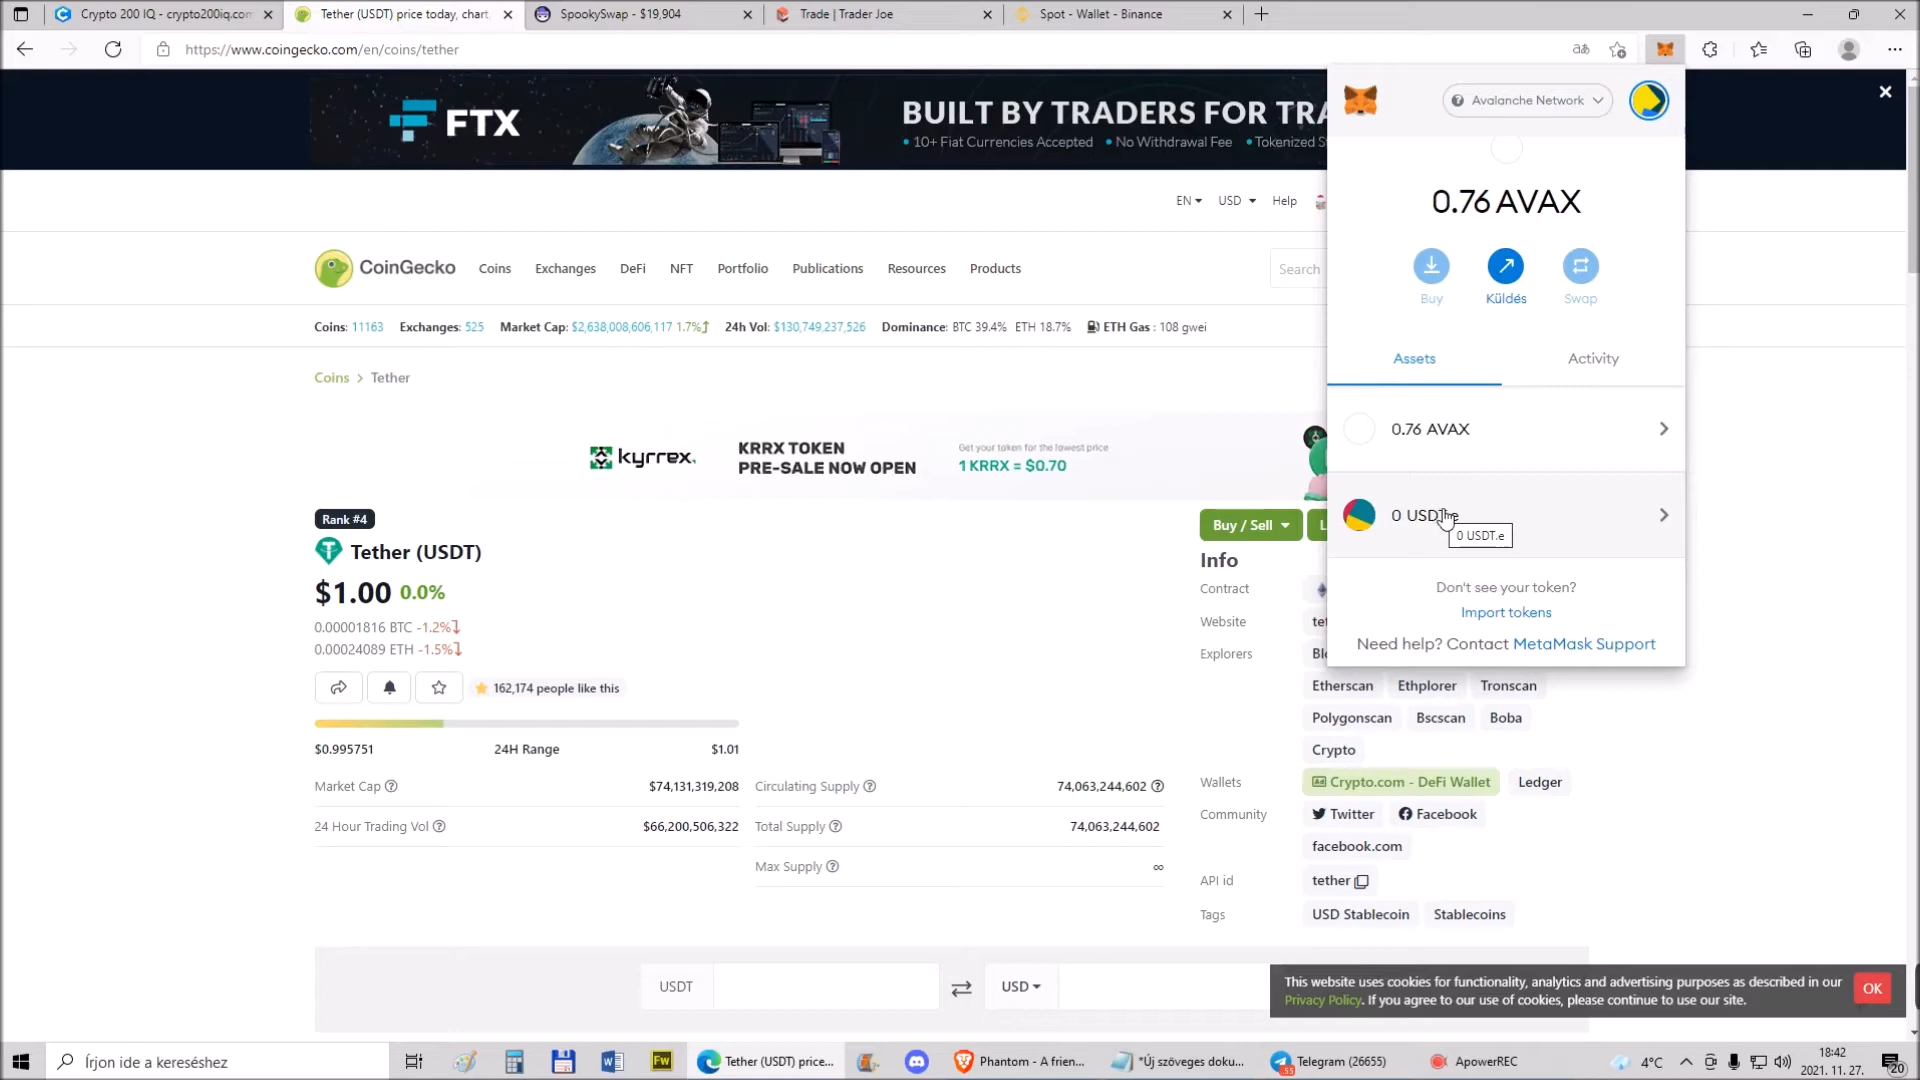 Crypto 200 IQ - crypto200iq.com
Tether (USDT) price today, chart,
SpookySwap - $19,904
Trade | Trader Joe
Spot - Wallet - Binance
https://www.coingecko.com/en/coins/tether
FTX
BUILT BY TRADERS FOR TRA
• 10+ Fiat Currencies Accepted • No Withdrawal Fee • Tokenized S
Avalanche Network
0.76 AVAX
Buy
Küldés
Swap
Assets
Activity
0.76 AVAX
0 USDT.e
0 USDT.e
Don't see your token?
Import tokens
Need help? Contact MetaMask Support
EN
USD
Help
CoinGecko
Coins
Exchanges
DeFi
NFT
Portfolio
Publications
Resources
Products
Search
Coins: 11163 Exchanges: 525 Market Cap: $2,638,008,606,117 1.7% 24h Vol: $130,749,237,526 Dominance: BTC 39.4% ETH 18.7% ETH Gas : 108 gwei
Coins > Tether
kyrrex.
KRRX TOKEN
PRE-SALE NOW OPEN
Get your token for the lowest price
1 KRRX = $0.70
Rank #4
Tether (USDT)
$1.00 0.0%
0.00001816 BTC -1.2%
0.00024089 ETH -1.5%
162,174 people like this
$0.995751
24H Range
$1.01
Market Cap
$74,131,319,208
24 Hour Trading Vol
$66,200,506,322
Circulating Supply
74,063,244,602
Total Supply
74,063,244,602
Max Supply
∞
Buy / Sell
L
Info
Contract
Website
tet
Explorers
Blo
Etherscan
Ethplorer
Tronscan
Polygonscan
Bscscan
Boba
Crypto
Wallets
Ad Crypto.com - DeFi Wallet
Ledger
Community
Twitter
Facebook
facebook.com
API id
tether
Tags
USD Stablecoin
Stablecoins
USDT
USD
This website uses cookies for functionality, analytics and advertising purposes as described in our
Privacy Policy. If you agree to our use of cookies, please continue to use our site.
OK
Írjon ide a kereséshez
Fw
Tether (USDT) price...
Phantom - A frien...
*Új szöveges doku...
Telegram (26655)
ApowerREC
4°C
18:42
2021. 11. 27.
20